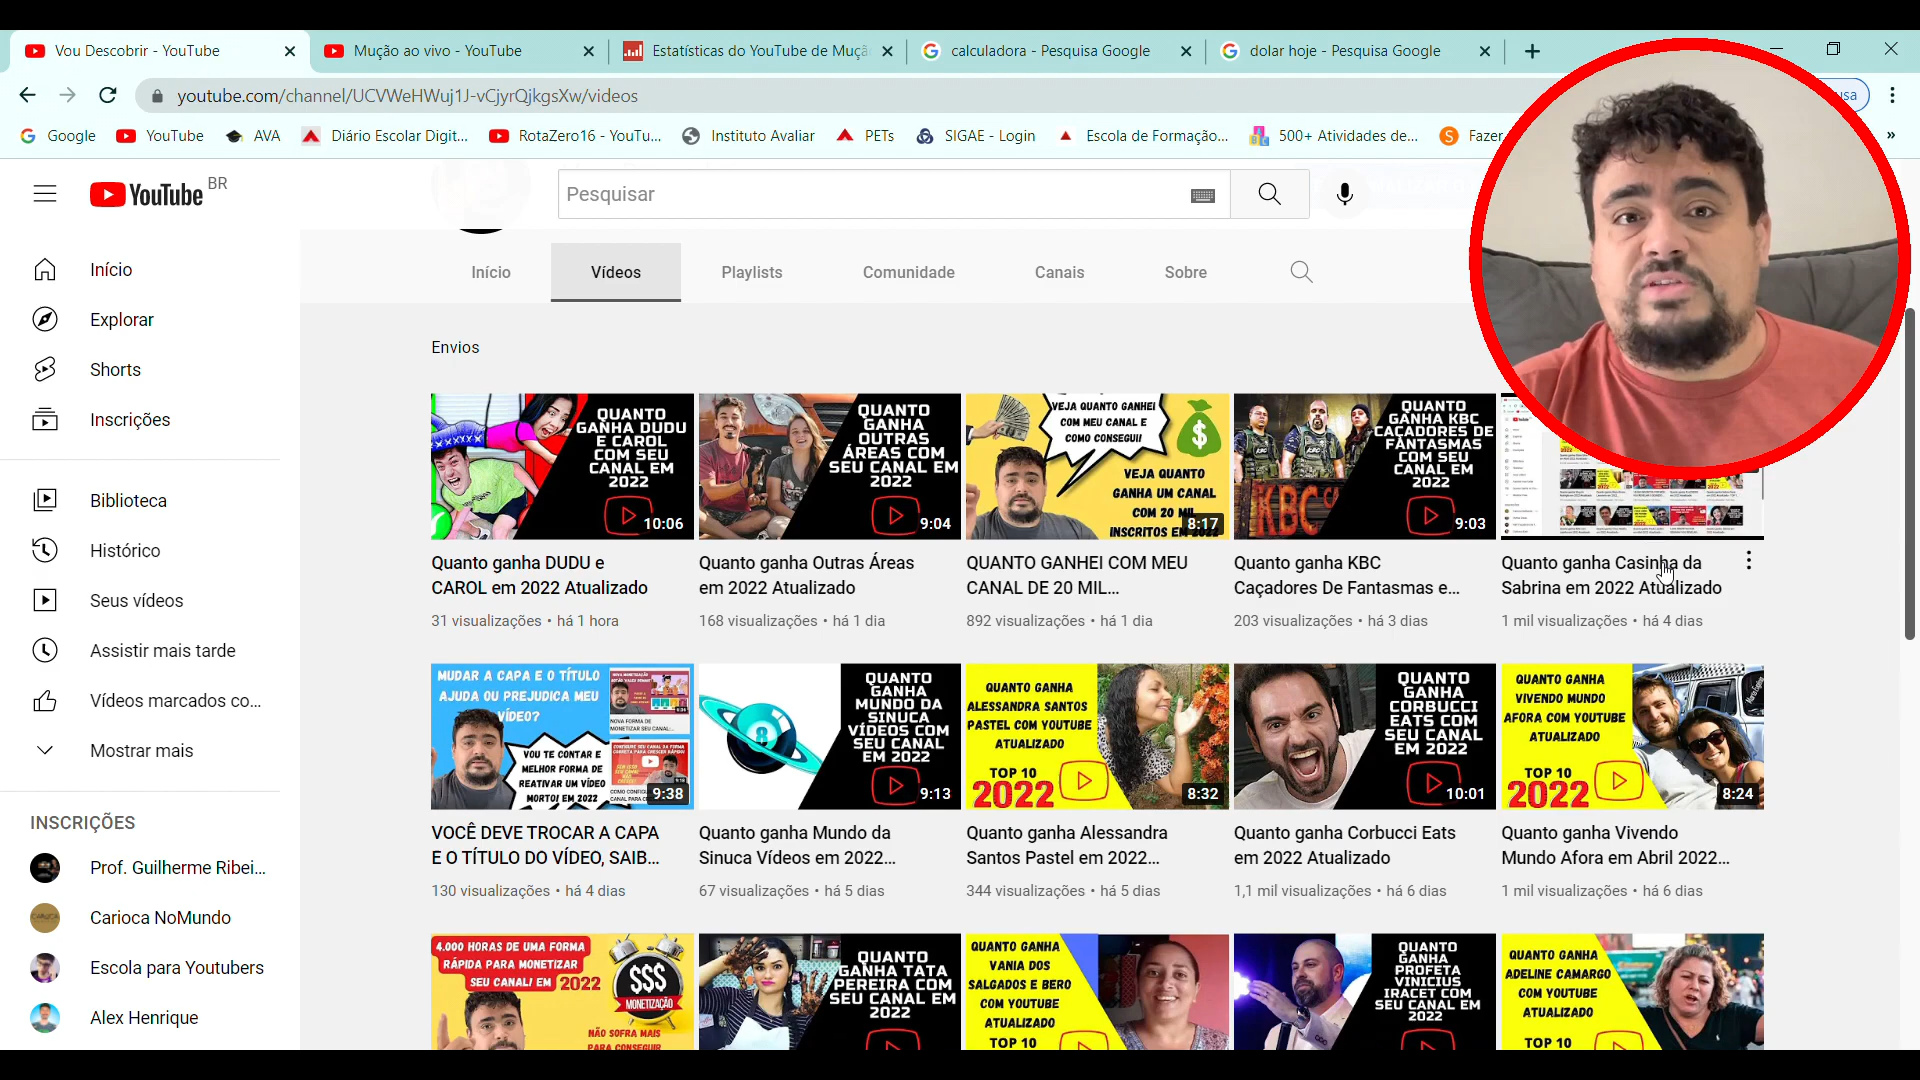 Vou Descobrir - YouTube
Mução ao vivo - YouTube
Estatísticas do YouTube de Muçã
calculadora - Pesquisa Google
dolar hoje - Pesquisa Google
youtube.com/channel/UCVWeHWuj1J-vCjyrQjkgsXw/videos
usa
Google
YouTube
AVA
Diário Escolar Digit...
RotaZero16 - YouTu...
Instituto Avaliar
PETs
SIGAE - Login
Escola de Formação...
500+ Atividades de...
Fazer
YouTube BR
Pesquisar
Início
Vídeos
Playlists
Comunidade
Canais
Sobre
Início
Explorar
Shorts
Inscrições
Biblioteca
Histórico
Seus vídeos
Assistir mais tarde
Vídeos marcados co...
Mostrar mais
INSCRIÇÕES
Prof. Guilherme Ribei...
Carioca NoMundo
Escola para Youtubers
Alex Henrique
Envios
QUANTO
GANHA DUDU
E CAROL
COM SEU
CANAL EM
2022
10:06
Quanto ganha DUDU e
CAROL em 2022 Atualizado
31 visualizações • há 1 hora
QUANTO
GANHA
OUTRAS
ÁREAS COM
SEU CANAL EM
2022
9:04
Quanto ganha Outras Áreas
em 2022 Atualizado
168 visualizações • há 1 dia
VEJA QUANTO GANHEI
COM MEU CANAL E
COMO CONSEGUI!
VEJA QUANTO
GANHA UM CANAL
COM 20 MIL
INSCRITOS EM 2022
8:17
QUANTO GANHEI COM MEU
CANAL DE 20 MIL...
892 visualizações • há 1 dia
QUANTO
GANHA KBC
CAÇADORES DE
FANTASMAS
COM SEU
CANAL EM
2022
KBC
9:03
Quanto ganha KBC
Caçadores De Fantasmas e...
203 visualizações • há 3 dias
Quanto ganha Casinha da
Sabrina em 2022 Atualizado
1 mil visualizações • há 4 dias
MUDAR A CAPA E O TÍTULO
AJUDA OU PREJUDICA MEU
VÍDEO?
VOU TE CONTAR E
MELHOR FORMA DE
REATIVAR UM VÍDEO
MORTO! EM 2022
9:38
VOCÊ DEVE TROCAR A CAPA
E O TÍTULO DO VÍDEO, SAIB...
130 visualizações • há 4 dias
QUANTO
GANHA
MUNDO DA
SINUCA
VÍDEOS COM
SEU CANAL
EM 2022
8
9:13
Quanto ganha Mundo da
Sinuca Vídeos em 2022...
67 visualizações • há 5 dias
QUANTO GANHA
ALESSANDRA SANTOS
PASTEL COM YOUTUBE
ATUALIZADO
TOP 10
2022
8:32
Quanto ganha Alessandra
Santos Pastel em 2022...
344 visualizações • há 5 dias
QUANTO
GANHA
CORBUCCI
EATS COM
SEU CANAL
EM 2022
10:01
Quanto ganha Corbucci Eats
em 2022 Atualizado
1,1 mil visualizações • há 6 dias
QUANTO GANHA
VIVENDO MUNDO
AFORA COM YOUTUBE
ATUALIZADO
TOP 10
2022
8:24
Quanto ganha Vivendo
Mundo Afora em Abril 2022...
1 mil visualizações • há 6 dias
4.000 HORAS DE UMA FORMA
RÁPIDA PARA MONETIZAR
SEU CANAL! EM 2022
$$$
MONETIZAÇÃO
NÃO SOFRA MAIS
PARA CONSEGUIR
QUANTO
GANHA TATA
PEREIRA COM
SEU CANAL EM
2022
QUANTO GANHA
VANIA DOS
SALGADOS E BERO
COM YOUTUBE
ATUALIZADO
TOP 10
QUANTO
GANHA
PROFETA
VINICIUS
IRACET COM
SEU CANAL EM
2022
QUANTO GANHA
ADELINE CAMARGO
COM YOUTUBE
ATUALIZADO
TOP 10